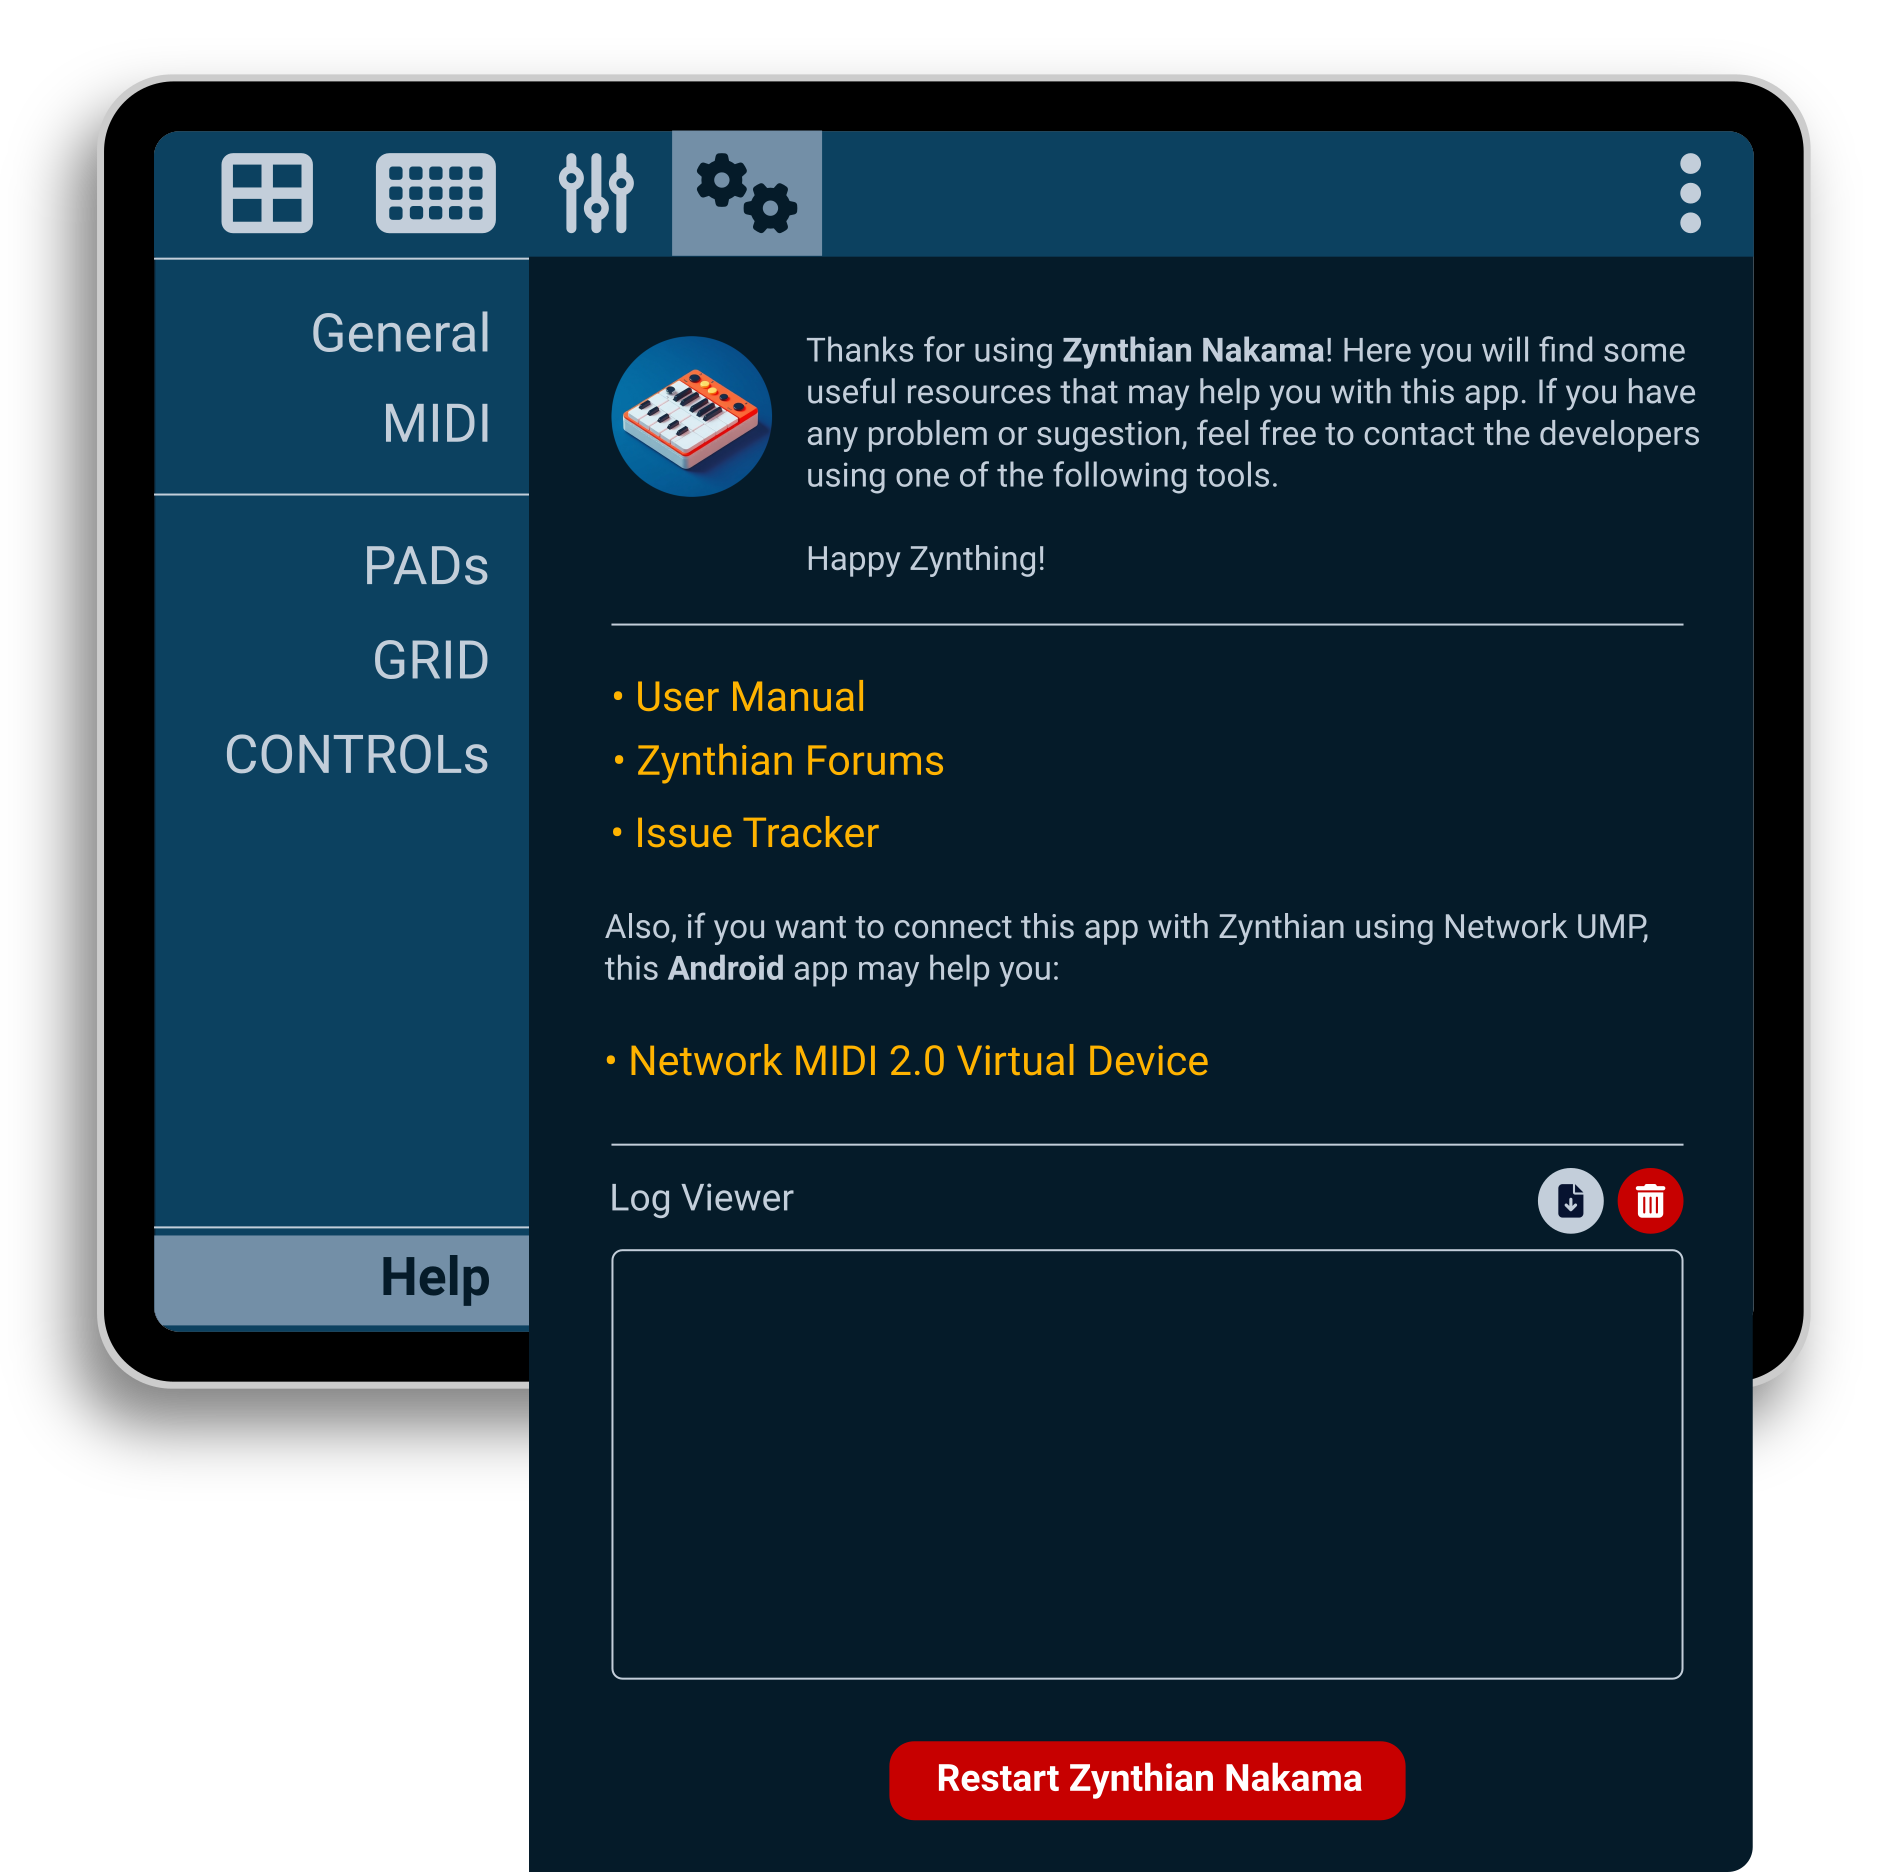 General
MIDI
PADs
GRID
CONTROLs
Help
Thanks for using Zynthian Nakama! Here you will find some
useful resources that may help you with this app. If you have
any problem or sugestion, feel free to contact the developers
using one of the following tools.
Happy Zynthing!
• User Manual
• Zynthian Forums
• Issue Tracker
Also, if you want to connect this app with Zynthian using Network UMP,
this Android app may help you:
• Network MIDI 2.0 Virtual Device
Log Viewer
Restart Zynthian Nakama